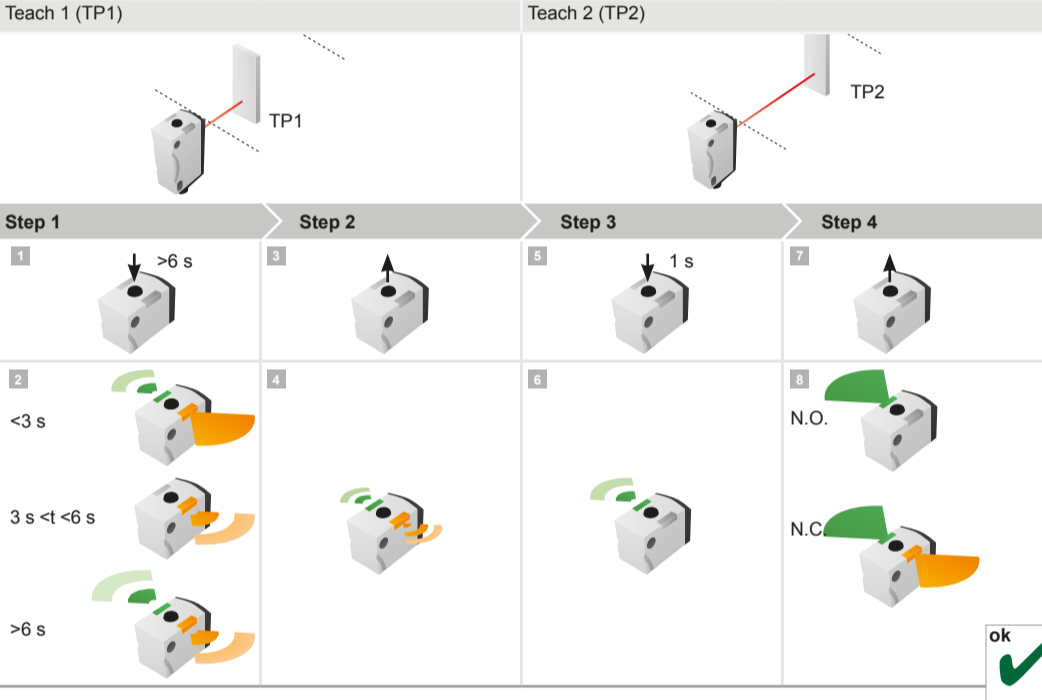 Teach 1 (TP1)
Teach 2 (TP2)
TP1
TP2
Step 1
Step 2
Step 3
Step 4
1
>6 s
3
5
1 s
7
2
<3 s
3 s <t <6 s
>6 s
4
6
8
N.O.
N.C.
ok